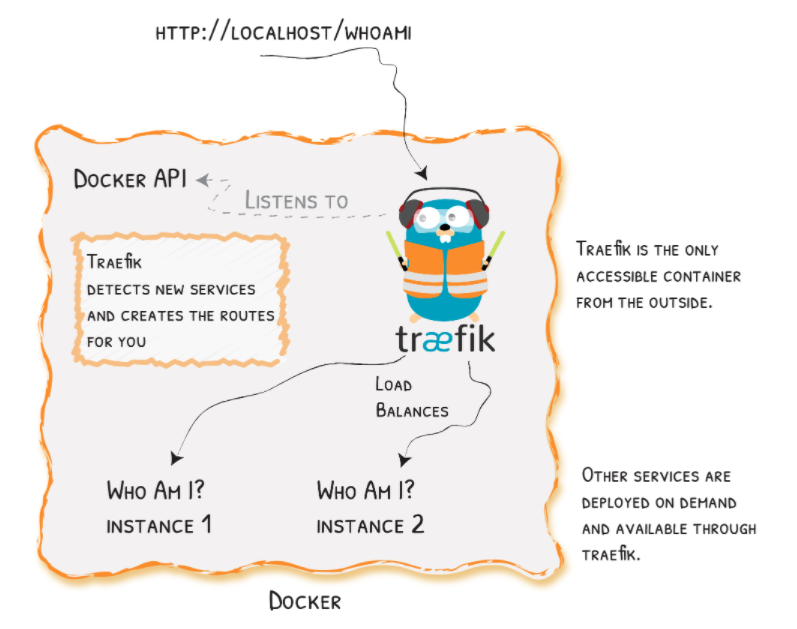 HTTP://LOCALHOST/WHOAMI
DOCKER API
LISTENS TO
TRAEFIK
DETECTS NEW SERVICES
AND CREATES THE ROUTES
FOR YOU
træfik
TRAEFIK IS THE ONLY
ACCESSIBLE CONTAINER
FROM THE OUTSIDE.
LOAD
BALANCES
WHO AM I?
INSTANCE 1
WHO AM I?
INSTANCE 2
OTHER SERVICES ARE
DEPLOYED ON DEMAND
AND AVAILABLE THROUGH
TRAEFIK.
DOCKER